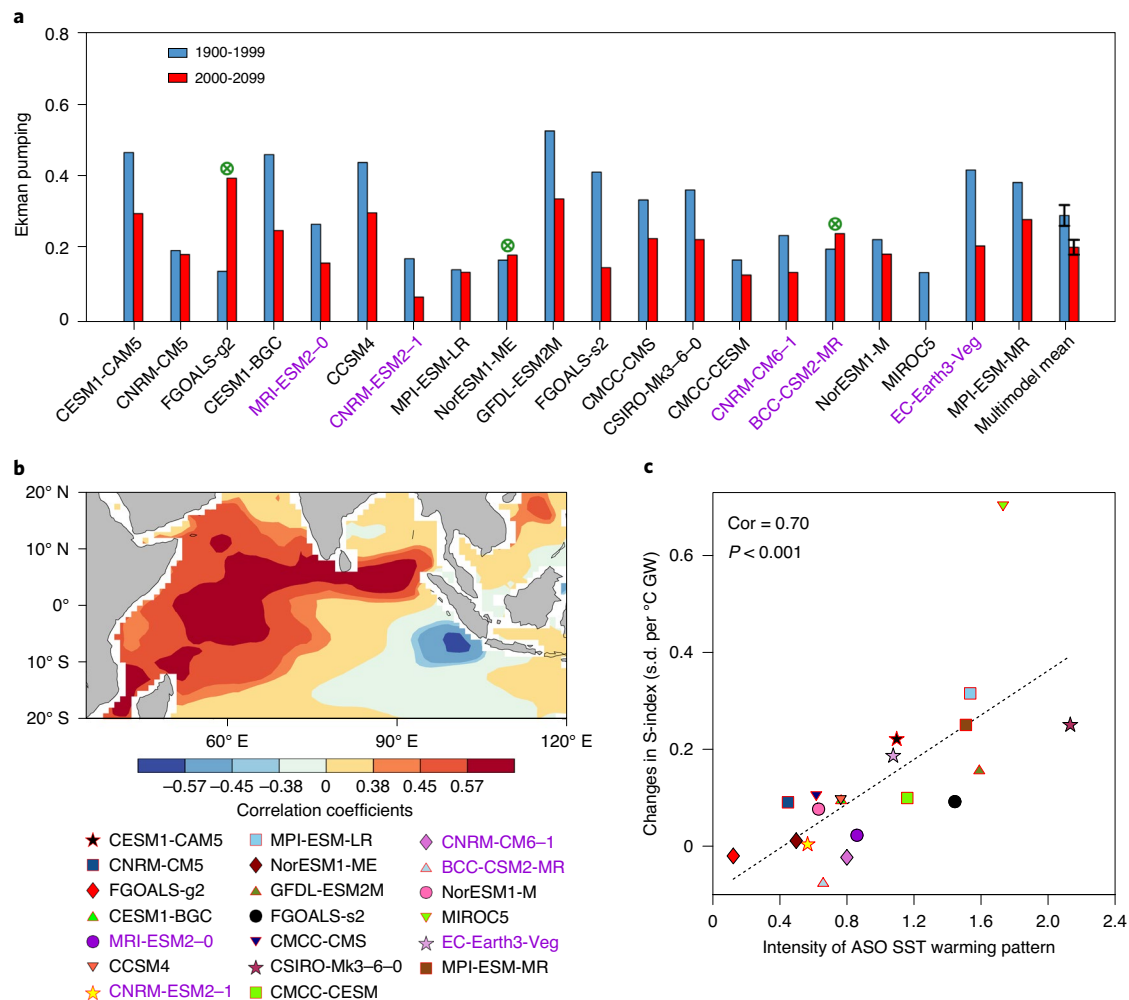 a
0.8
0.6
0.4
0.2
0
Ekman pumping
1900-1999
2000-2099
CESM1-CAM5
CNRM-CM5
FGOALS-g2
CESM1-BGC
MRI-ESM2–0
CCSM4
CNRM-ESM2–1
MPI-ESM-LR
NorESM1-ME
GFDL-ESM2M
FGOALS-s2
CMCC-CMS
CSIRO-Mk3-6-0
CMCC-CESM
CNRM-CM6–1
BCC-CSM2-MR
NorESM1-M
MIROC5
EC-Earth3-Veg
MPI-ESM-MR
Multimodel mean
b
20° N
10° N
0°
10° S
20° S
60° E
90° E
120° E
–0.57
–0.45
–0.38
0
0.38
0.45
0.57
Correlation coefficients
CESM1-CAM5
CNRM-CM5
FGOALS-g2
CESM1-BGC
MRI-ESM2–0
CCSM4
CNRM-ESM2–1
MPI-ESM-LR
NorESM1-ME
GFDL-ESM2M
FGOALS-s2
CMCC-CMS
CSIRO-Mk3–6-0
CMCC-CESM
CNRM-CM6–1
BCC-CSM2-MR
NorESM1-M
MIROC5
EC-Earth3-Veg
MPI-ESM-MR
c
Cor = 0.70
P < 0.001
0.6
0.4
0.2
0
Changes in S-index (s.d. per °C GW)
0
0.4
0.8
1.2
1.6
2.0
2.4
Intensity of ASO SST warming pattern